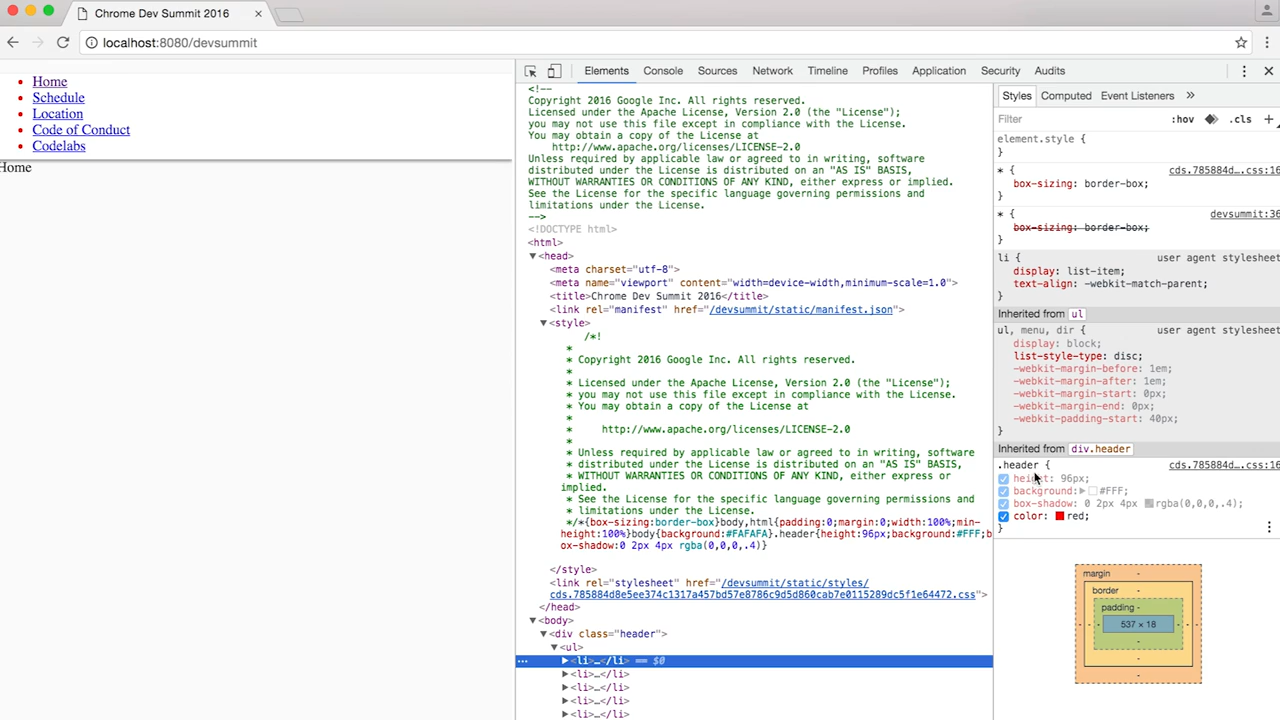 Chrome Dev Summit 2016
localhost:8080/devsummit
Home
Schedule
Location
Code of Conduct
Codelabs
Home
Elements Console Sources Network Timeline Profiles Application Security Audits
<!--
Copyright 2016 Google Inc. All rights reserved.
Licensed under the Apache License, Version 2.0 (the "License");
you may not use this file except in compliance with the License.
You may obtain a copy of the License at
http://www.apache.org/licenses/LICENSE-2.0
Unless required by applicable law or agreed to in writing, software
distributed under the License is distributed on an "AS IS" BASIS,
WITHOUT WARRANTIES OR CONDITIONS OF ANY KIND, either express or implied.
See the License for the specific language governing permissions and
limitations under the License.
-->
<!DOCTYPE html>
<html>
<head>
<meta charset="utf-8">
<meta name="viewport" content="width=device-width,minimum-scale=1.0">
<title>Chrome Dev Summit 2016</title>
<link rel="manifest" href="/devsummit/static/manifest.json">
<style>
/*!
*
* Copyright 2016 Google Inc. All rights reserved.
*
* Licensed under the Apache License, Version 2.0 (the "License");
* you may not use this file except in compliance with the License.
* You may obtain a copy of the License at
*
* http://www.apache.org/licenses/LICENSE-2.0
*
* Unless required by applicable law or agreed to in writing, software
* distributed under the License is distributed on an "AS IS" BASIS,
* WITHOUT WARRANTIES OR CONDITIONS OF ANY KIND, either express or
implied.
* See the License for the specific language governing permissions and
* limitations under the License.
*/*{box-sizing:border-box}body,html{padding:0;margin:0;width:100%;min-
height:100%}body{background:#FAFAFA}.header{height:96px;background:#FFF;b
ox-shadow:0 2px 4px rgba(0,0,0,.4)}
</style>
<link rel="stylesheet" href="/devsummit/static/styles/
cds.785884d8e5ee374c1317a457bd57e8786c9d5d860cab7e0115289dc5f1e64472.css">
</head>
<body>
<div class="header">
<ul>
... <li>…</li> == $0
<li>…</li>
<li>…</li>
<li>…</li>
<li>…</li>
Styles Computed Event Listeners »
Filter :hov .cls +
element.style {
}
* { cds.785884d….css:16
box-sizing: border-box;
}
* { devsummit:36
box-sizing: border-box;
}
li { user agent stylesheet
display: list-item;
text-align: -webkit-match-parent;
}
Inherited from ul
ul, menu, dir { user agent stylesheet
display: block;
list-style-type: disc;
-webkit-margin-before: 1em;
-webkit-margin-after: 1em;
-webkit-margin-start: 0px;
-webkit-margin-end: 0px;
-webkit-padding-start: 40px;
}
Inherited from div.header
.header { cds.785884d….css:16
height: 96px;
background: #FFF;
box-shadow: 0 2px 4px rgba(0,0,0,.4);
color: red;
}
margin -
border -
padding -
- - - 537 × 18 - - -
-
-
-